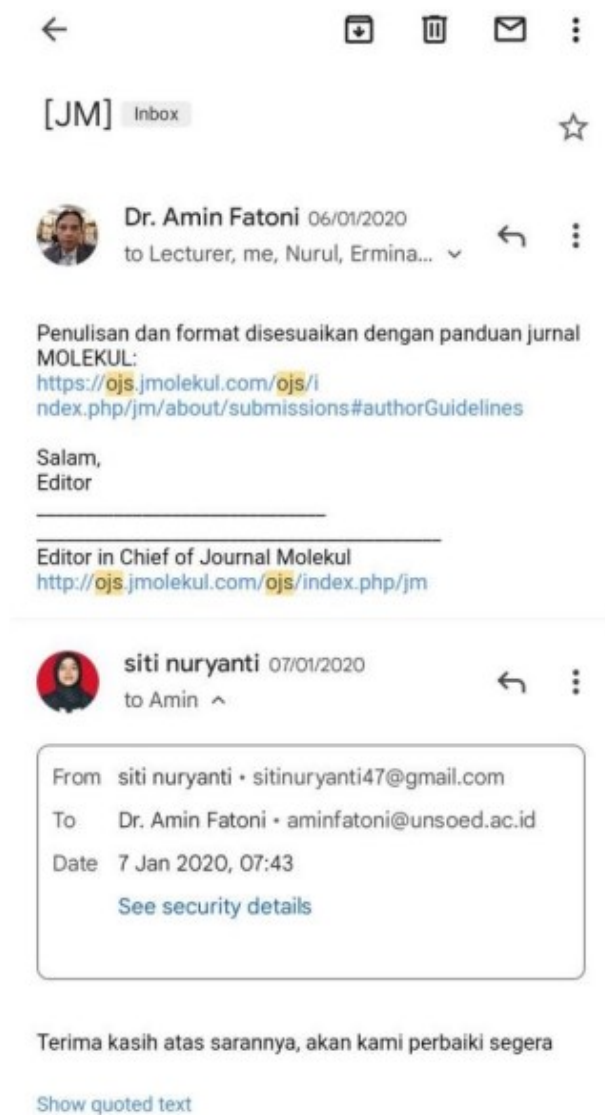 [JM] Inbox
Dr. Amin Fatoni 06/01/2020
to Lecturer, me, Nurul, Ermina...
Penulisan dan format disesuaikan dengan panduan jurnal
MOLEKUL:
https://ojs.jmolekul.com/ojs/i
ndex.php/jm/about/submissions#authorGuidelines
Salam,
Editor
Editor in Chief of Journal Molekul
http://ojs.jmolekul.com/ojs/index.php/jm
siti nuryanti 07/01/2020
to Amin
From siti nuryanti • sitinuryanti47@gmail.com
To Dr. Amin Fatoni • aminfatoni@unsoed.ac.id
Date 7 Jan 2020, 07:43
See security details
Terima kasih atas sarannya, akan kami perbaiki segera
Show quoted text